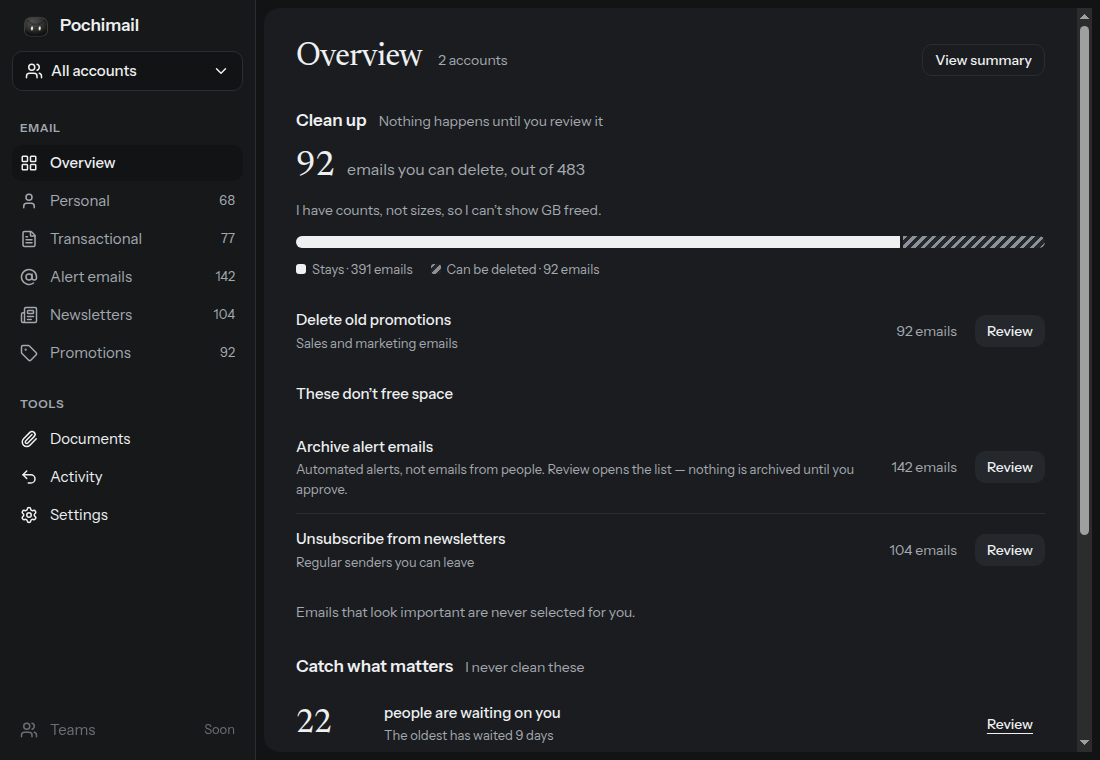 Pochimail
All accounts
EMAIL
Overview
Personal 68
Transactional 77
Alert emails 142
Newsletters 104
Promotions 92
TOOLS
Documents
Activity
Settings
Teams Soon
Overview 2 accounts
View summary
Clean up Nothing happens until you review it
92 emails you can delete, out of 483
I have counts, not sizes, so I can’t show GB freed.
Stays · 391 emails Can be deleted · 92 emails
Delete old promotions
Sales and marketing emails
92 emails Review
These don’t free space
Archive alert emails
Automated alerts, not emails from people. Review opens the list — nothing is archived until you
approve.
142 emails Review
Unsubscribe from newsletters
Regular senders you can leave
104 emails Review
Emails that look important are never selected for you.
Catch what matters I never clean these
22 people are waiting on you
The oldest has waited 9 days
Review